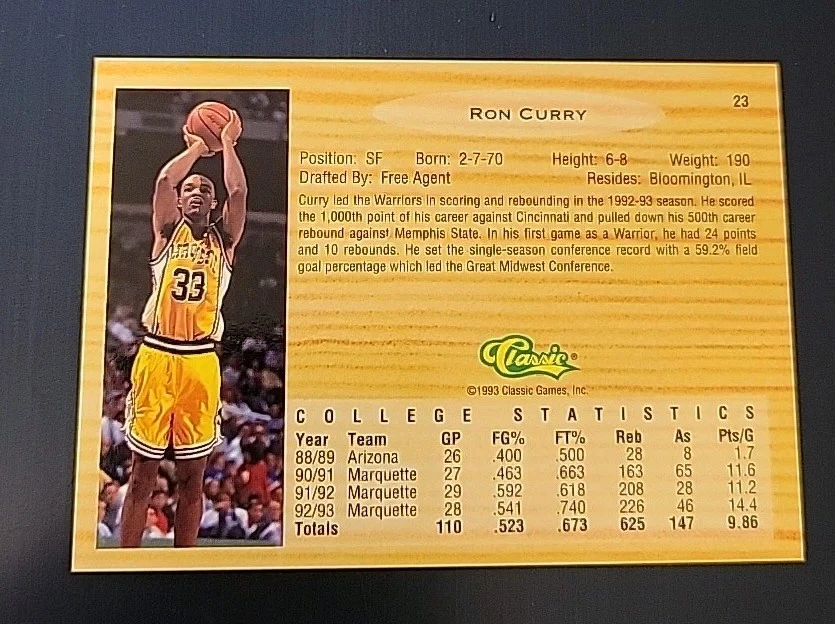 RON CURRY
23
Position: SF Born: 2-7-70 Height: 6-8 Weight: 190
Drafted By: Free Agent Resides: Bloomington, IL
Curry led the Warriors in scoring and rebounding in the 1992-93 season. He scored
the 1,000th point of his career against Cincinnati and pulled down his 500th career
rebound against Memphis State. In his first game as a Warrior, he had 24 points
and 10 rebounds. He set the single-season conference record with a 59.2% field
goal percentage which led the Great Midwest Conference.
33
Classic®
©1993 Classic Games, Inc.
COLLEGE STATISTICS
Year Team GP FG% FT% Reb As Pts/G
88/89 Arizona 26 .400 .500 28 8 1.7
90/91 Marquette 27 .463 .663 163 65 11.6
91/92 Marquette 29 .592 .618 208 28 11.2
92/93 Marquette 28 .541 .740 226 46 14.4
Totals 110 .523 .673 625 147 9.86